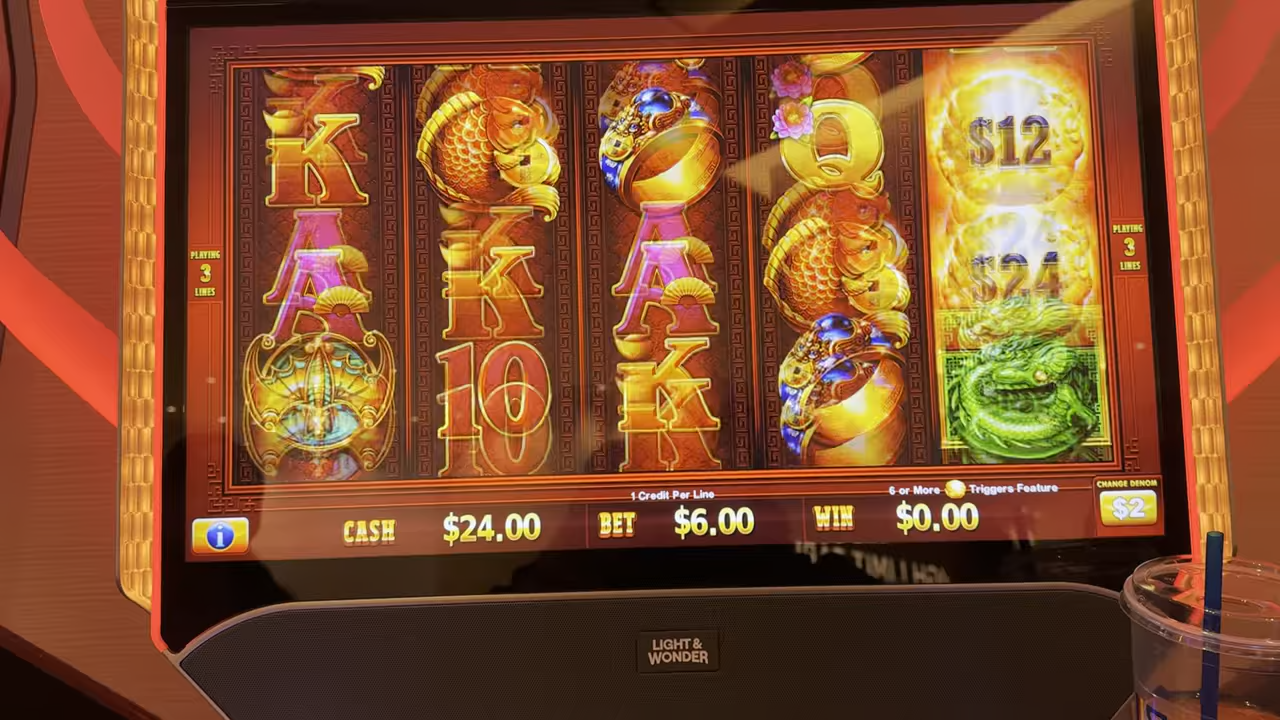 K
Q
$12
A
K
A
$24
10
K
PLAYING
3
LINES
PLAYING
3
LINES
1 Credit Per Line
6 or More Triggers Feature
CHANGE DENOM
$2
i
CASH $24.00
BET $6.00
WIN $0.00
LIGHT &
WONDER